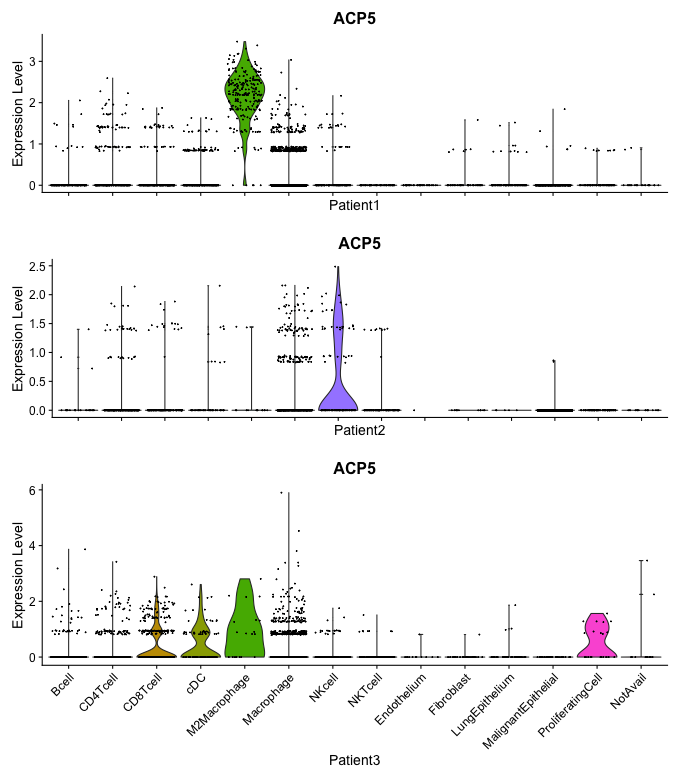 ACP5
Expression Level
3
2
1
0
Patient1
ACP5
Expression Level
2.5
2.0
1.5
1.0
0.5
0.0
Patient2
ACP5
Expression Level
6
4
2
0
Bcell
CD4Tcell
CD8Tcell
cDC
M2Macrophage
Macrophage
NKcell
NKTcell
Endothelium
Fibroblast
LungEpithelium
MalignantEpithelial
ProliferatingCell
NotAvail
Patient3